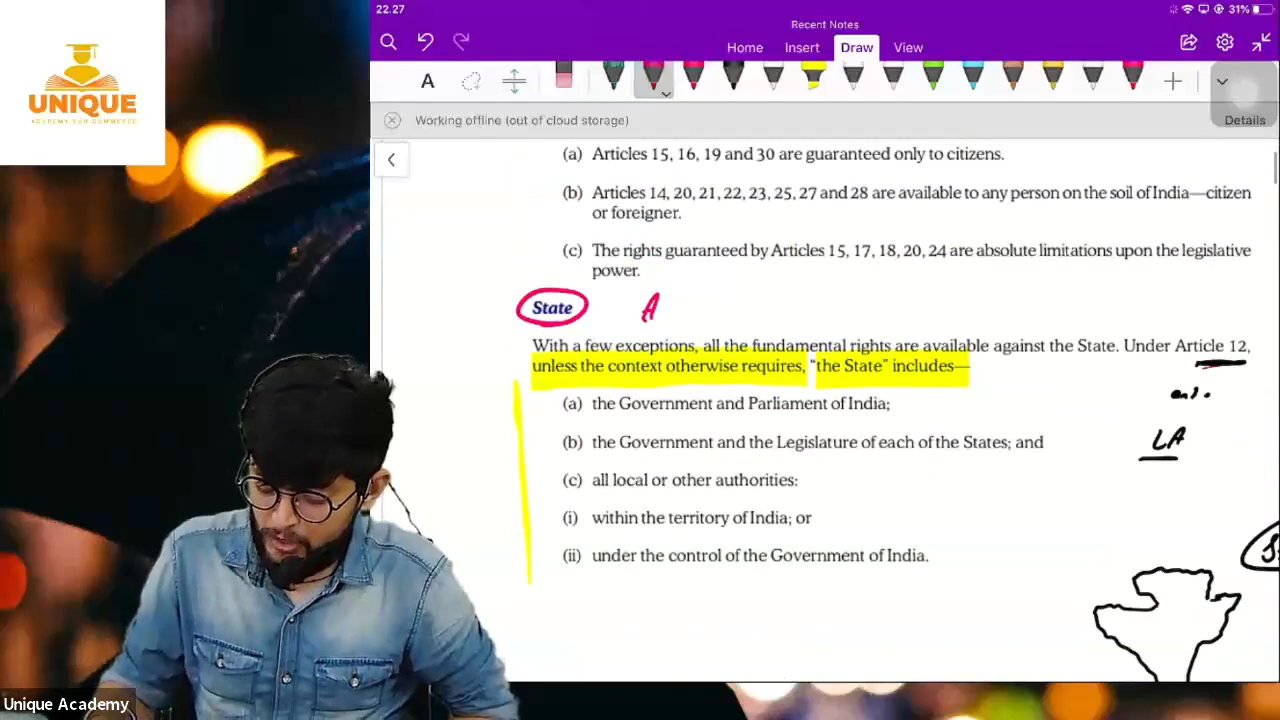 UNIQUE
ACADEMY FOR COMMERCE
22.27
31%
Recent Notes
Home Insert Draw View
A
Working offline (out of cloud storage)
Details
(a) Articles 15, 16, 19 and 30 are guaranteed only to citizens.
(b) Articles 14, 20, 21, 22, 23, 25, 27 and 28 are available to any person on the soil of India—citizen
or foreigner.
(c) The rights guaranteed by Articles 15, 17, 18, 20, 24 are absolute limitations upon the legislative
power.
State A
With a few exceptions, all the fundamental rights are available against the State. Under Article 12,
unless the context otherwise requires, “the State” includes—
(a) the Government and Parliament of India;
(b) the Government and the Legislature of each of the States; and
LA
(c) all local or other authorities:
(i) within the territory of India; or
(ii) under the control of the Government of India.
Unique Academy